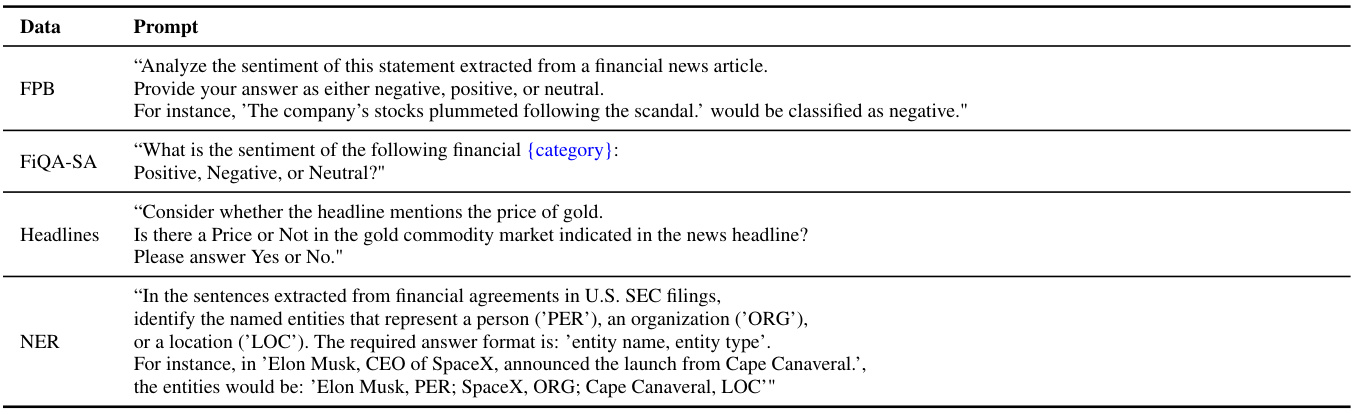 Data Prompt
“Analyze the sentiment of this statement extracted from a financial news article.
Provide your answer as either negative, positive, or neutral.
FPB
For instance, ’The company’s stocks plummeted following the scandal.’ would be classified as negative."
“What is the sentiment of the following financial {category}:
FiQA-SA
Positive, Negative, or Neutral?"
“Consider whether the headline mentions the price of gold.
Headlines
Is there a Price or Not in the gold commodity market indicated in the news headline?
Please answer Yes or No."
“In the sentences extracted from financial agreements in U.S. SEC filings,
identify the named entities that represent a person (’PER’), an organization (’ORG’),
NER
or a location (’LOC’). The required answer format is: ’entity name, entity type’.
For instance, in ’Elon Musk, CEO of SpaceX, announced the launch from Cape Canaveral.’,
the entities would be: ’Elon Musk, PER; SpaceX, ORG; Cape Canaveral, LOC’"